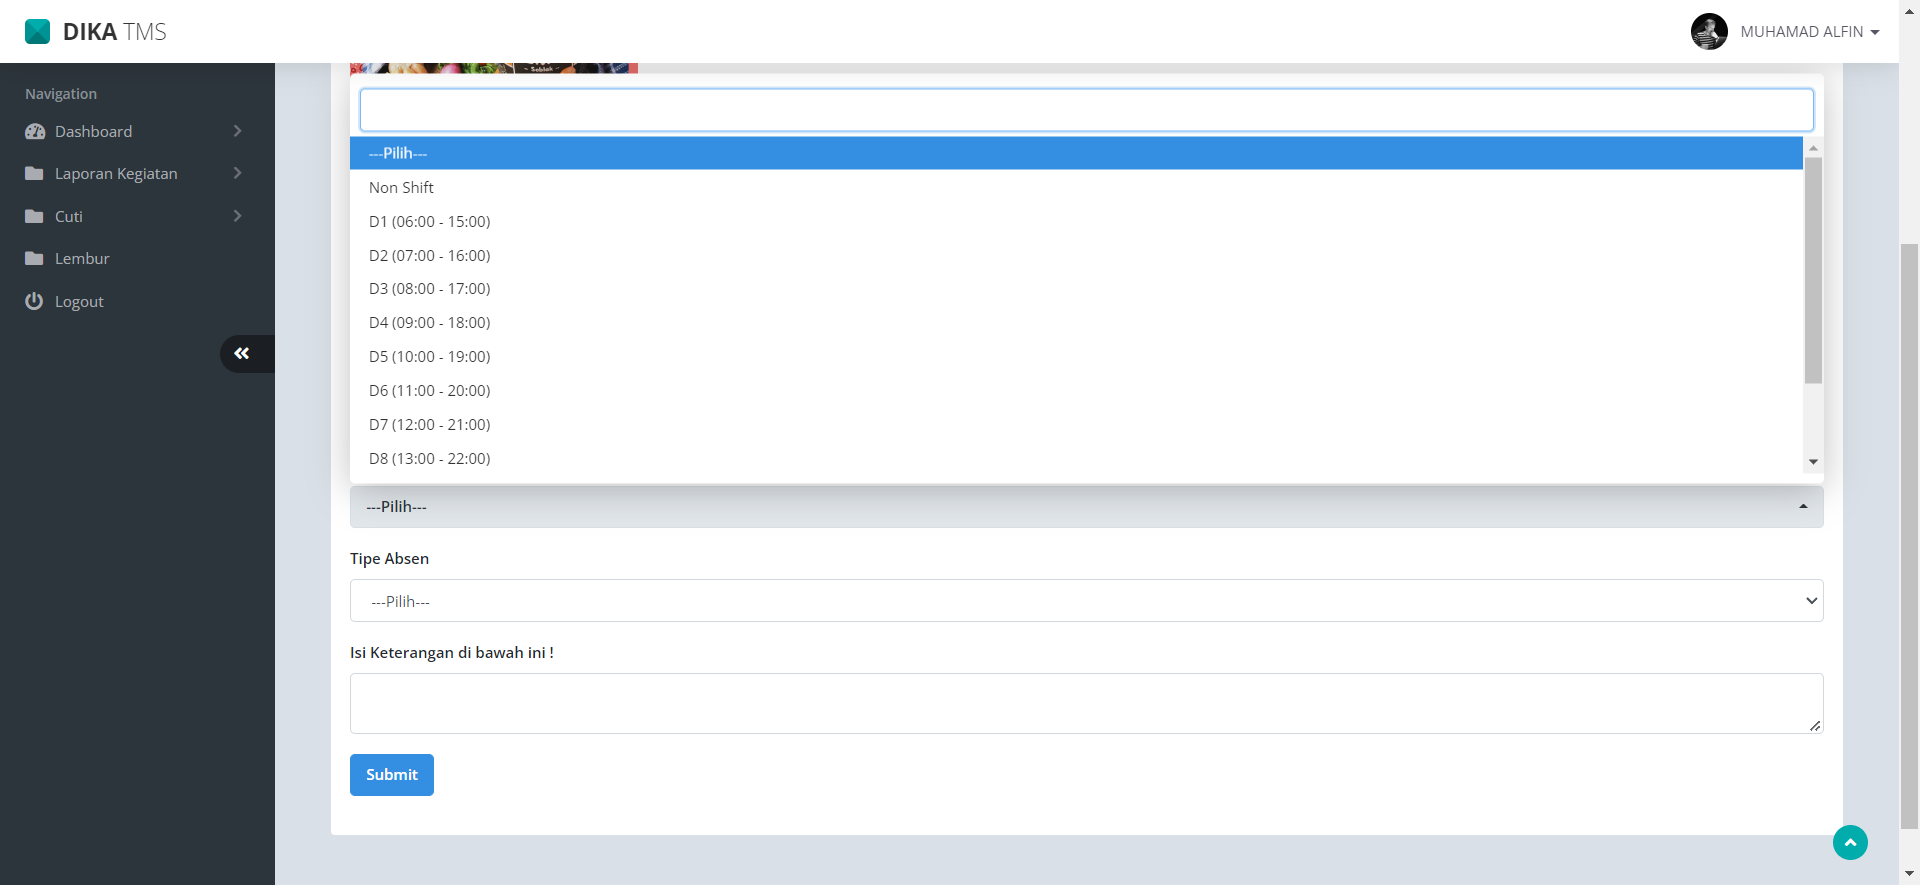 DIKA TMS
MUHAMAD ALFIN
Navigation
Dashboard
Laporan Kegiatan
Cuti
Lembur
Logout
~ Seblak ~
---Pilih---
Non Shift
D1 (06:00 - 15:00)
D2 (07:00 - 16:00)
D3 (08:00 - 17:00)
D4 (09:00 - 18:00)
D5 (10:00 - 19:00)
D6 (11:00 - 20:00)
D7 (12:00 - 21:00)
D8 (13:00 - 22:00)
---Pilih---
Tipe Absen
---Pilih---
Isi Keterangan di bawah ini !
Submit